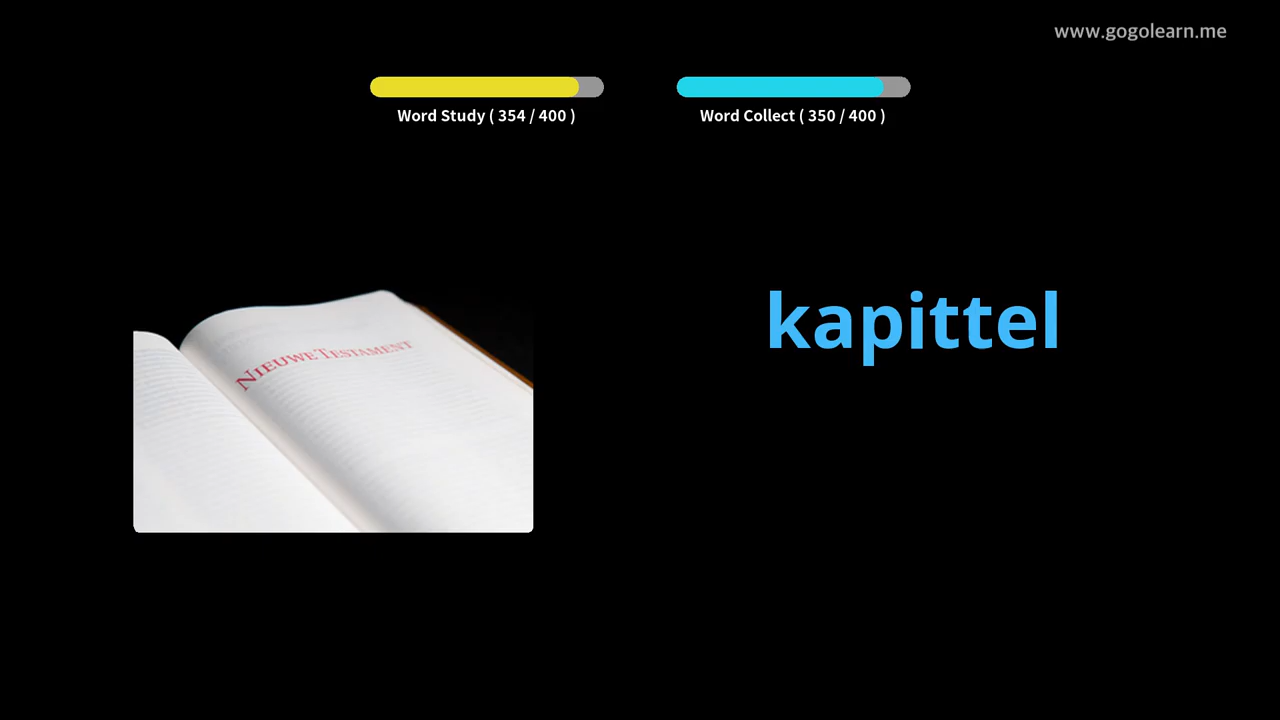 www.gogolearn.me
Word Study ( 354 / 400 )
Word Collect ( 350 / 400 )
NIEUWE TESTAMENT
kapittel